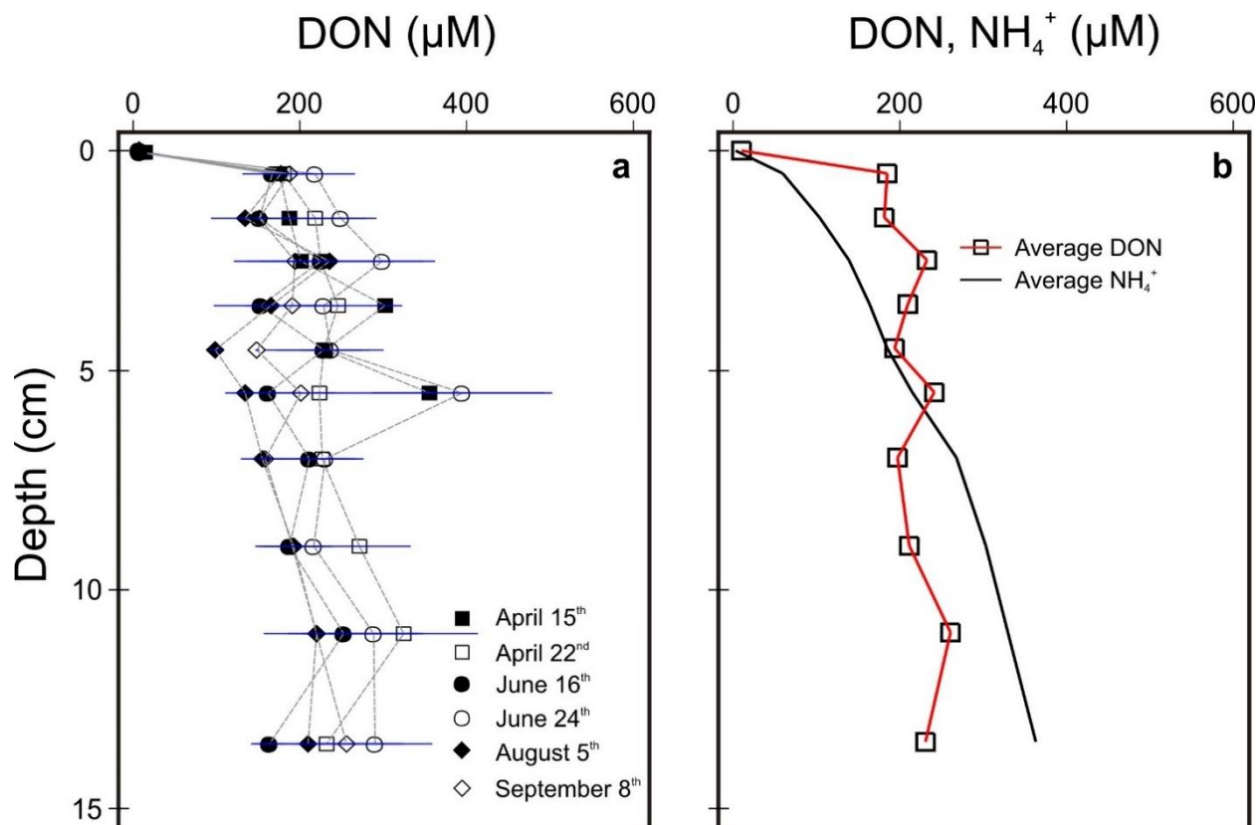 DON (µM)
0 200 400 600
Depth (cm)
0
5
10
15
a
April 15th
April 22nd
June 16th
June 24th
August 5th
September 8th
DON, NH₄⁺ (µM)
0 200 400 600
b
Average DON
Average NH₄⁺